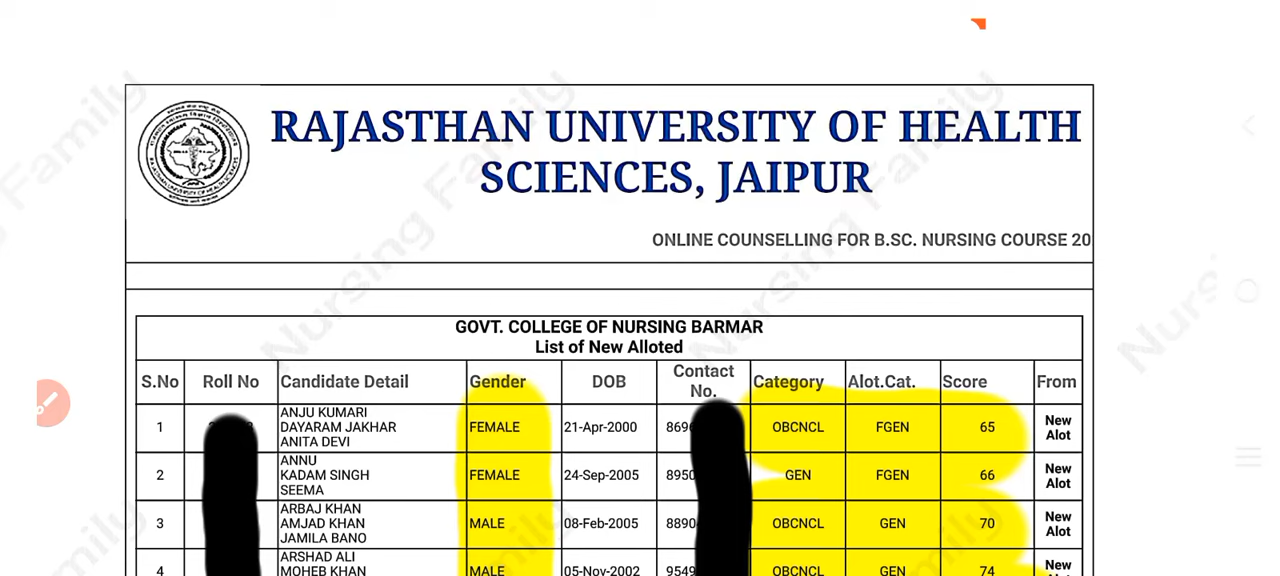 RAJASTHAN UNIVERSITY OF HEALTH
SCIENCES, JAIPUR
ONLINE COUNSELLING FOR B.SC. NURSING COURSE 20
GOVT. COLLEGE OF NURSING BARMAR
List of New Alloted
S.No Roll No Candidate Detail Gender DOB Contact No. Category Alot.Cat. Score From
1 ANJU KUMARI FEMALE 21-Apr-2000 869 OBCNCL FGEN 65 New Alot
DAYARAM JAKHAR
ANITA DEVI
2 ANNU FEMALE 24-Sep-2005 8950 GEN FGEN 66 New Alot
KADAM SINGH
SEEMA
3 ARBAJ KHAN MALE 08-Feb-2005 8890 OBCNCL GEN 70 New Alot
AMJAD KHAN
JAMILA BANO
4 ARSHAD ALI MALE 05-Nov-2002 9549 OBCNCL GEN 74 New
MOHEB KHAN
Nursing Family
Nursing Family